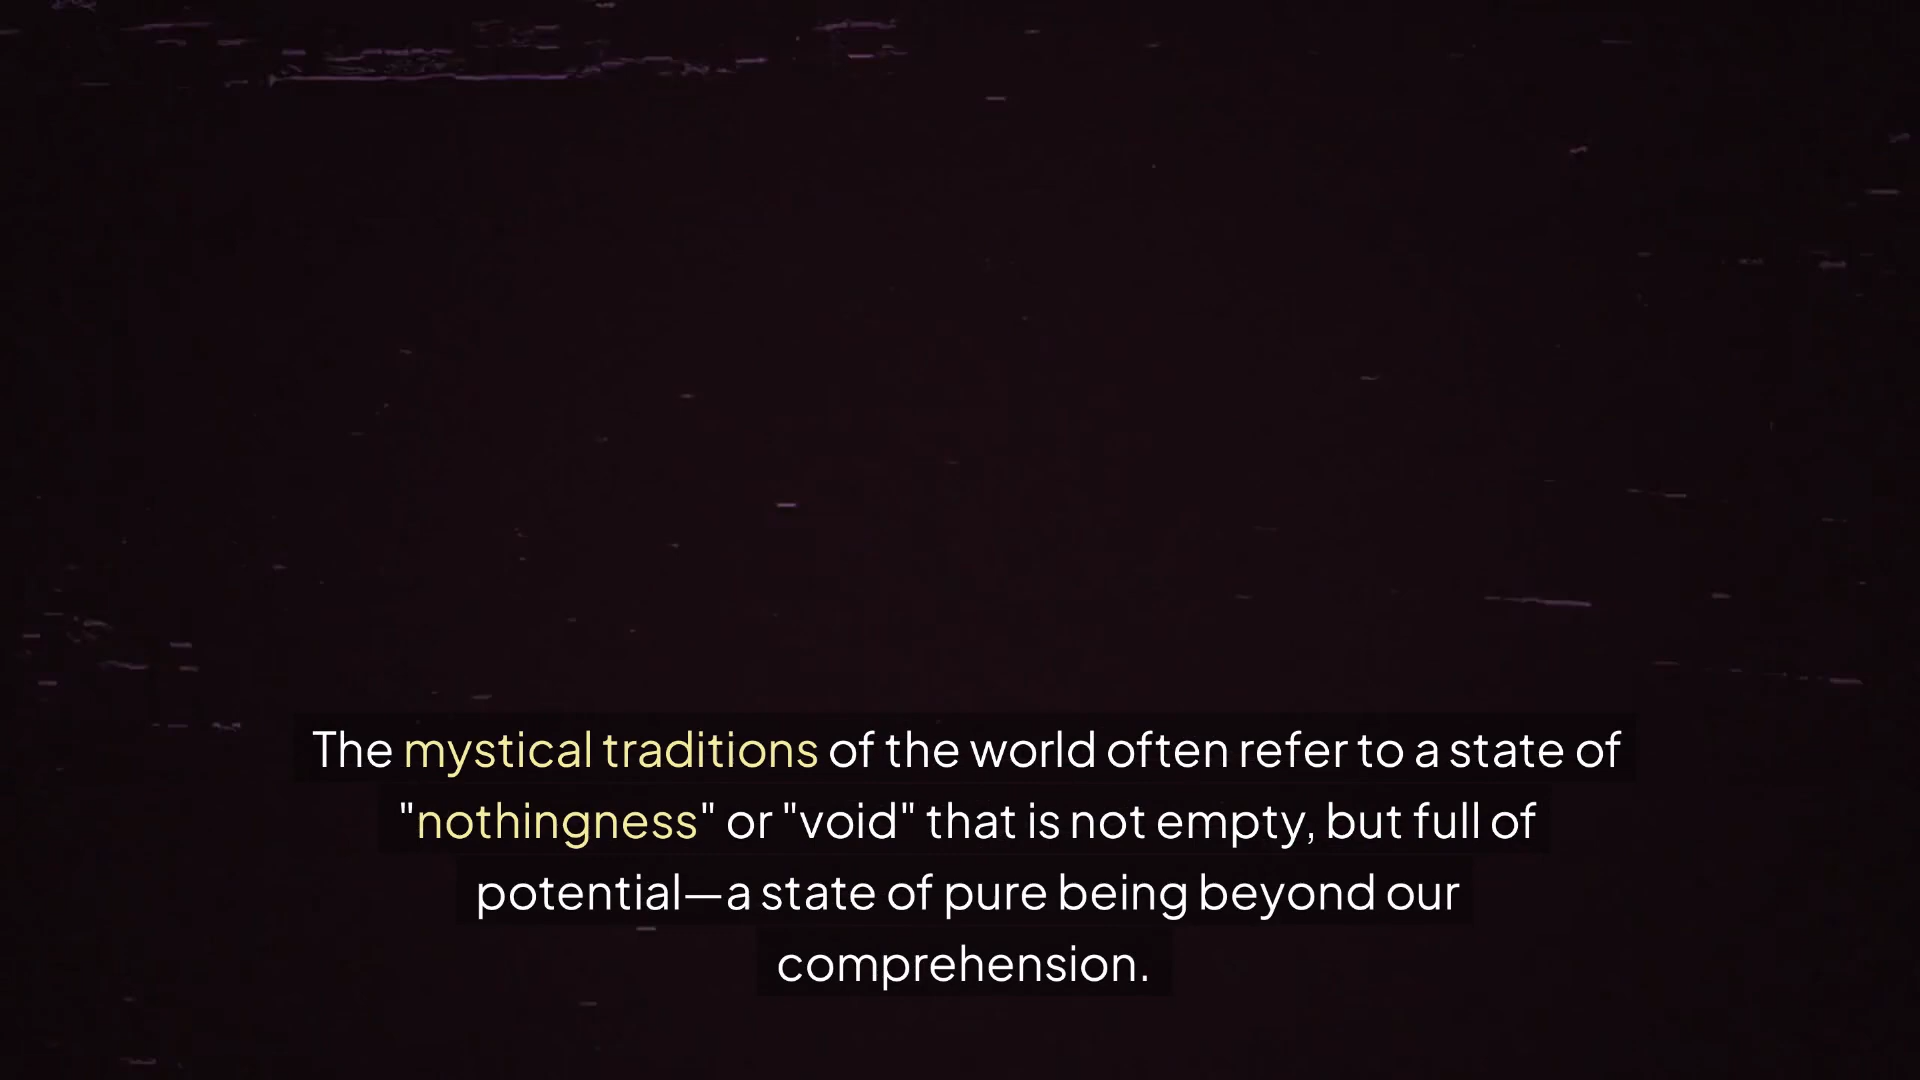 The mystical traditions of the world often refer to a state of
"nothingness" or "void" that is not empty, but full of
potential—a state of pure being beyond our
comprehension.